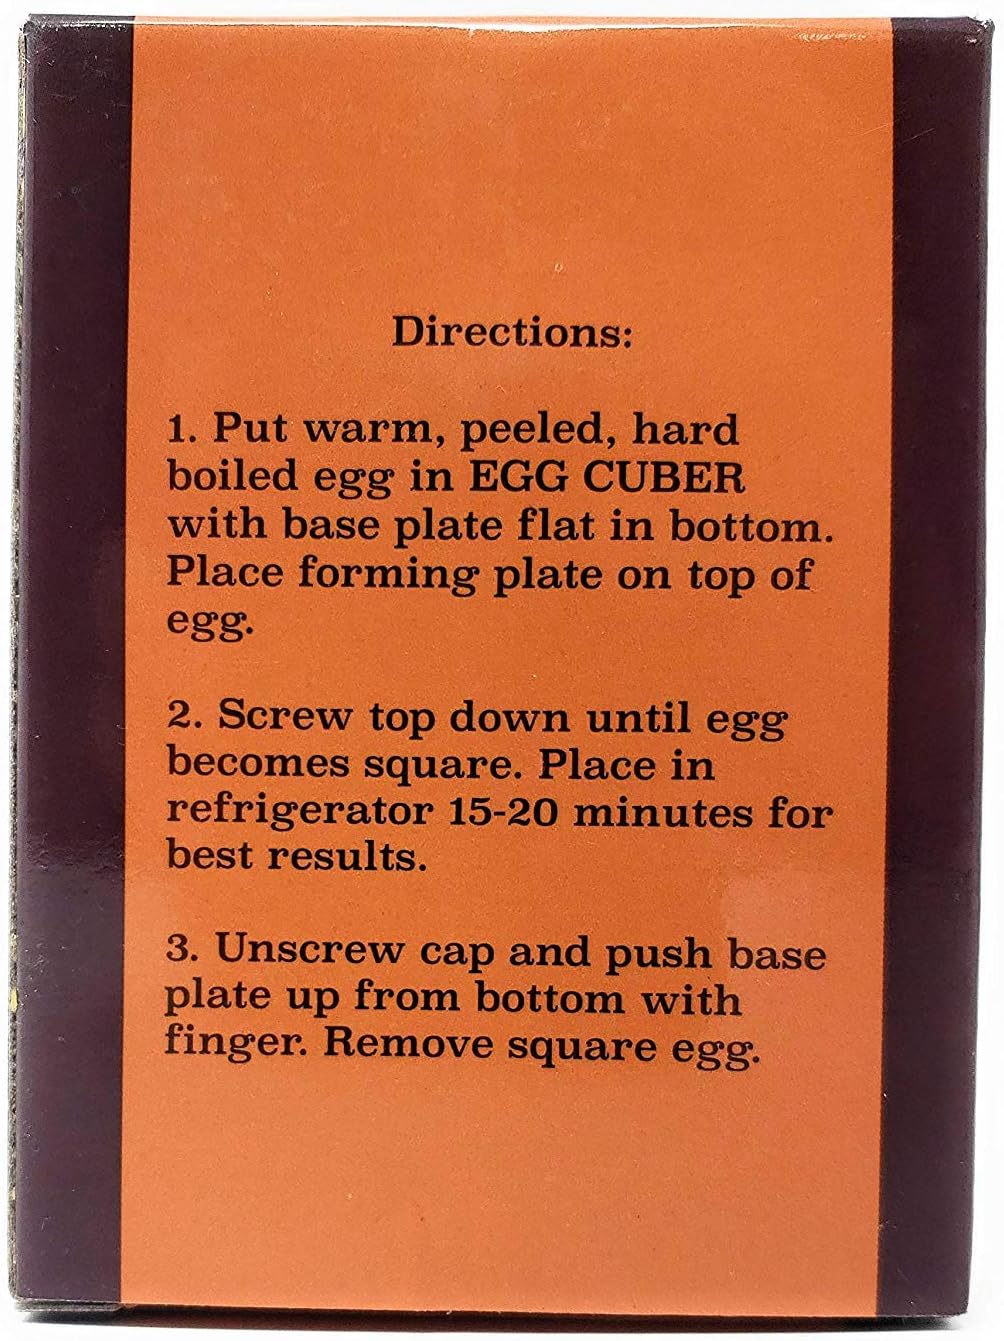 Directions:
1. Put warm, peeled, hard
boiled egg in EGG CUBER
with base plate flat in bottom.
Place forming plate on top of
egg.
2. Screw top down until egg
becomes square. Place in
refrigerator 15-20 minutes for
best results.
3. Unscrew cap and push base
plate up from bottom with
finger. Remove square egg.